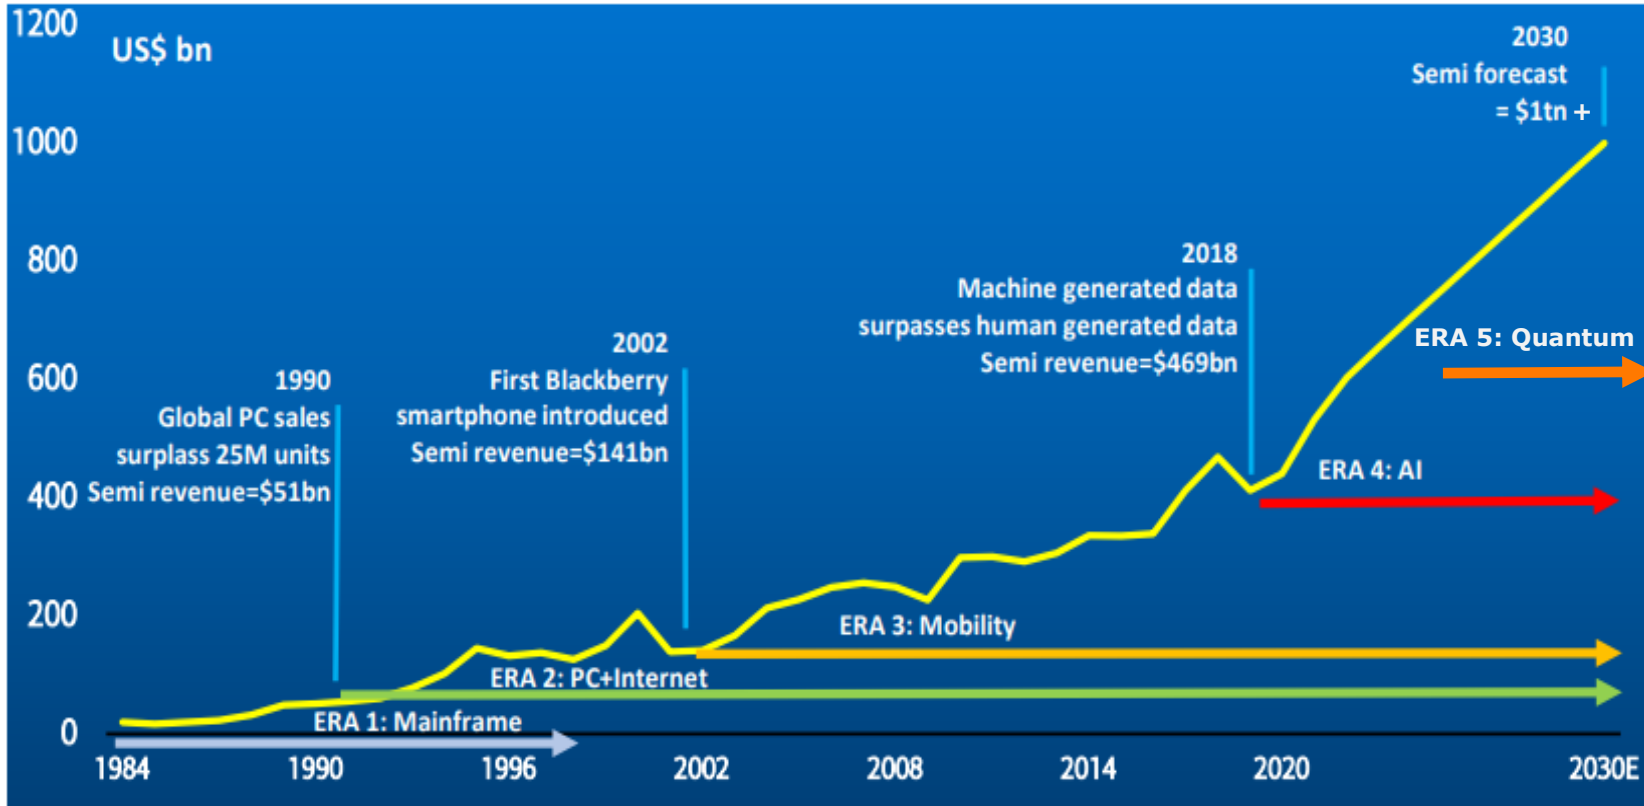 1200
US$ bn
1000
800
600
400
200
0
1990
Global PC sales
surplass 25M units
Semi revenue=$51bn
2002
First Blackberry
smartphone introduced
Semi revenue=$141bn
2018
Machine generated data
surpasses human generated data
Semi revenue=$469bn
2030
Semi forecast
= $1tn +
ERA 5: Quantum
ERA 4: AI
ERA 3: Mobility
ERA 2: PC+Internet
ERA 1: Mainframe
1984 1990 1996 2002 2008 2014 2020 2030E